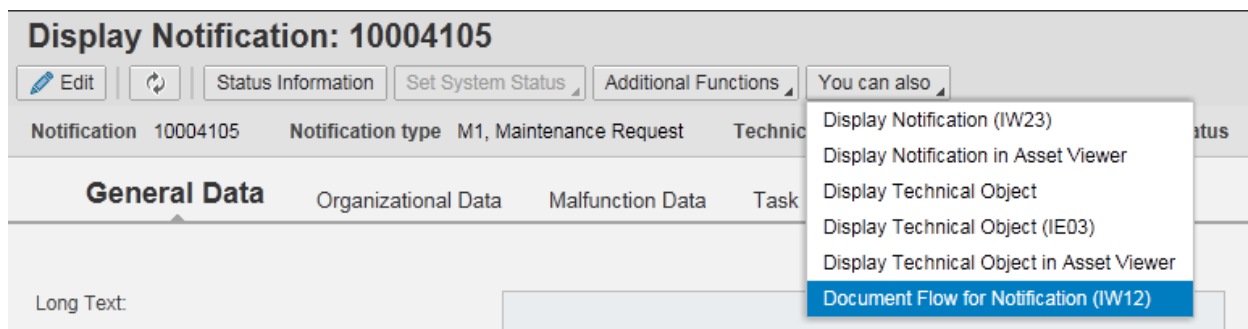 Display Notification: 10004105
Edit Status Information Set System Status Additional Functions You can also
Notification 10004105 Notification type M1, Maintenance Request Technic atus
Display Notification (IW23)
Display Notification in Asset Viewer
General Data Organizational Data Malfunction Data Task
Display Technical Object
Display Technical Object (IE03)
Display Technical Object in Asset Viewer
Long Text:
Document Flow for Notification (IW12)